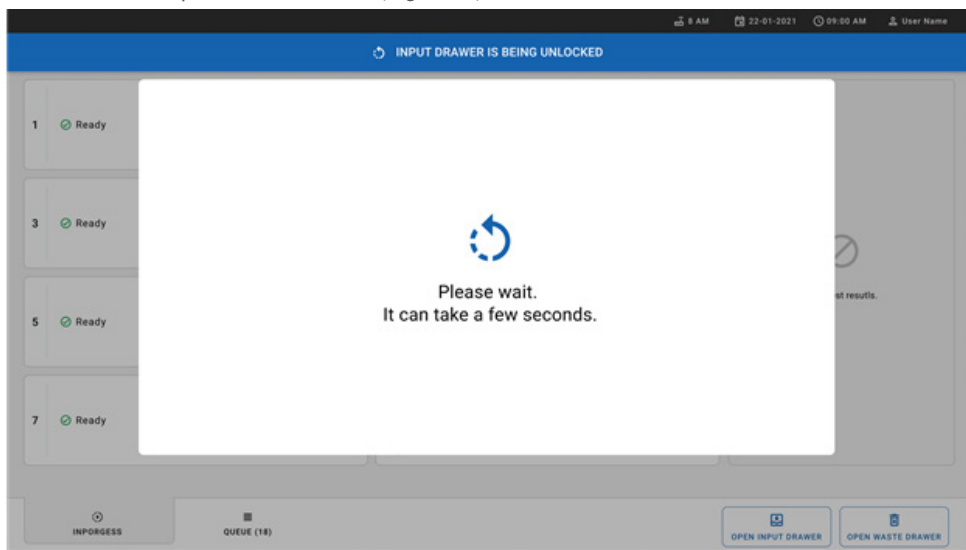 8 AM 22-01-2021 09:00 AM User Name
INPUT DRAWER IS BEING UNLOCKED
1 Ready
3 Ready
5 Ready
7 Ready
Please wait.
It can take a few seconds.
resutls.
INPORGESS
QUEUE (18)
OPEN INPUT DRAWER
OPEN WASTE DRAWER